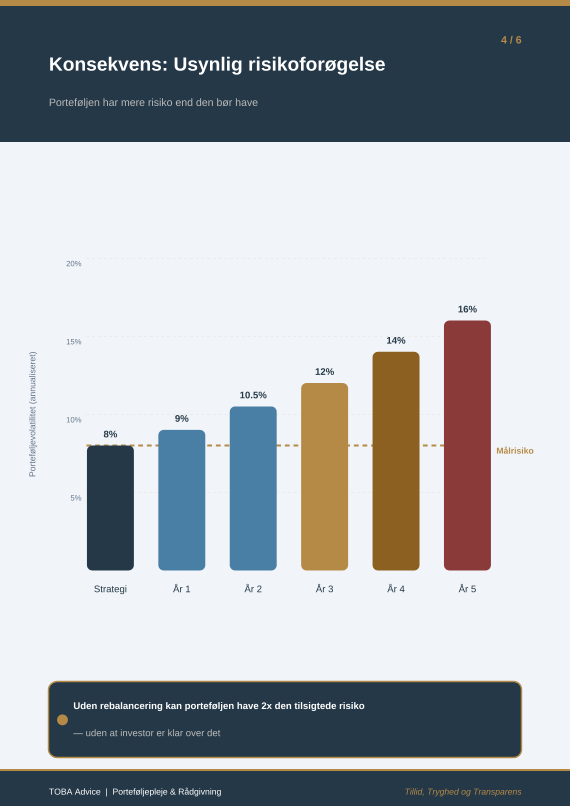 4 / 6
Konsekvens: Usynlig risikoforøgelse
Porteføljen har mere risiko end den bør have
20%
15%
10%
5%
Porteføljevolatilitet (annualiseret)
8%
9%
10.5%
12%
14%
16%
Målrisiko
Strategi
År 1
År 2
År 3
År 4
År 5
Uden rebalancering kan porteføljen have 2x den tilsigtede risiko
— uden at investor er klar over det
TOBA Advice | Porteføljepleje & Rådgivning
Tillid, Tryghed og Transparens